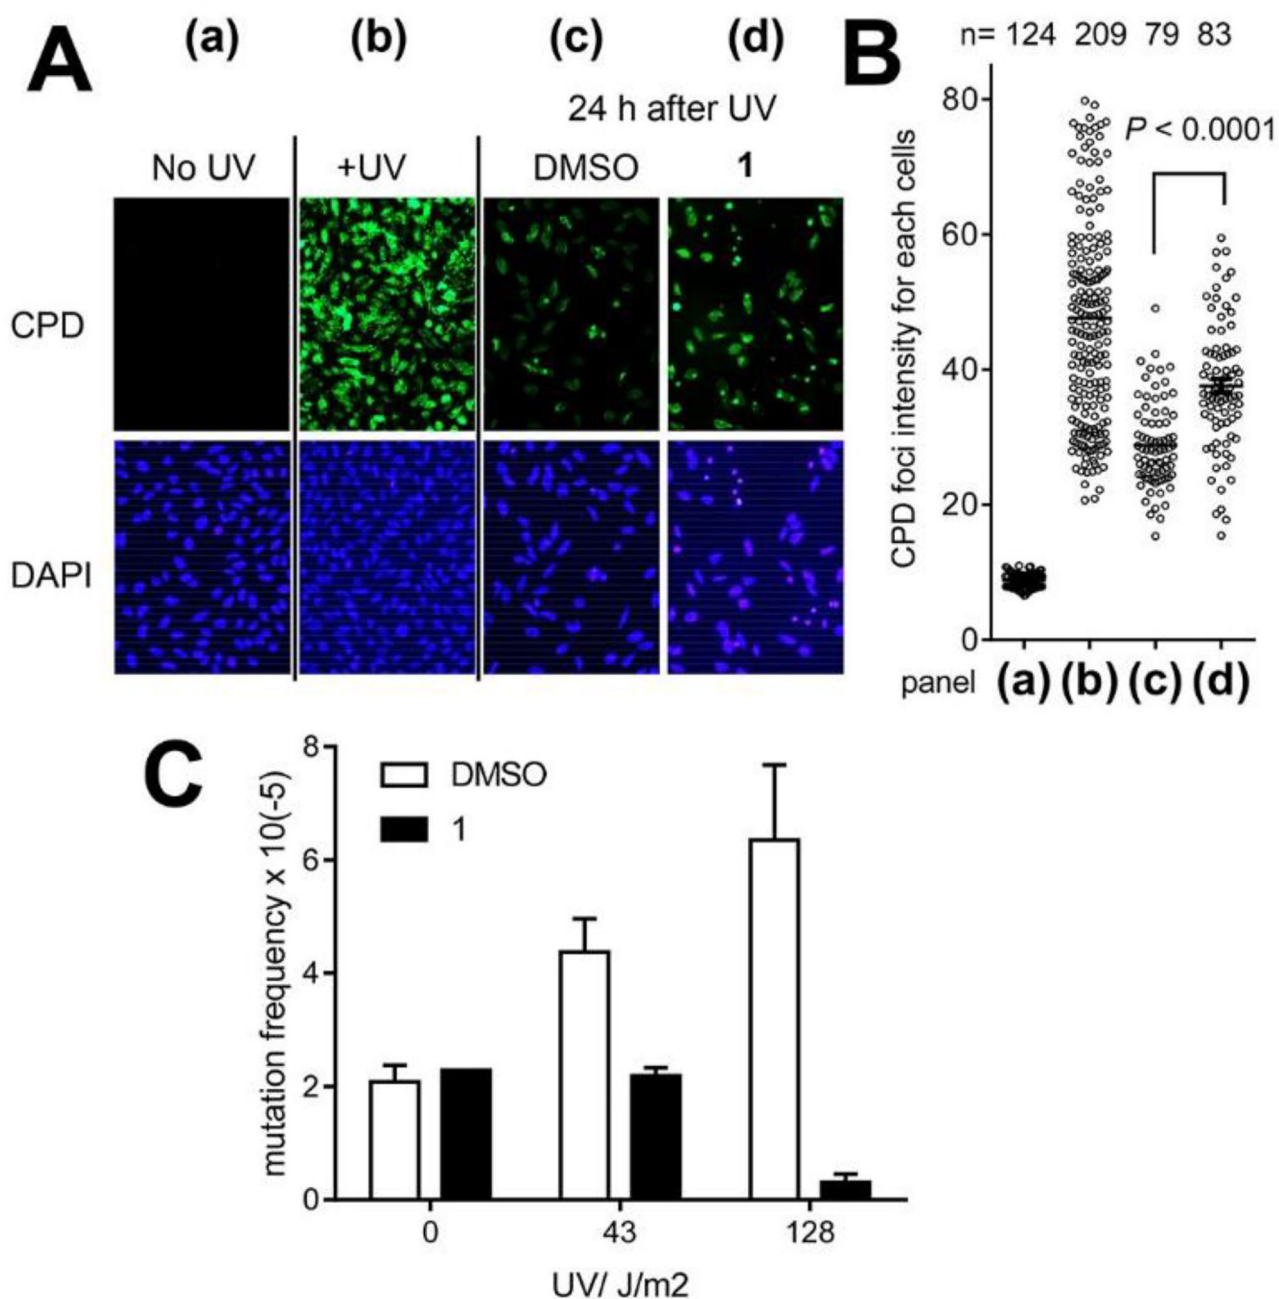 A
(a) (b) (c) (d)
24 h after UV
No UV +UV DMSO 1
CPD
DAPI
B
n= 124 209 79 83
P < 0.0001
CPD foci intensity for each cells
80
60
40
20
0
panel (a) (b) (c) (d)
C
mutation frequency x 10(-5)
8
6
4
2
0
DMSO
1
0 43 128
UV/ J/m2